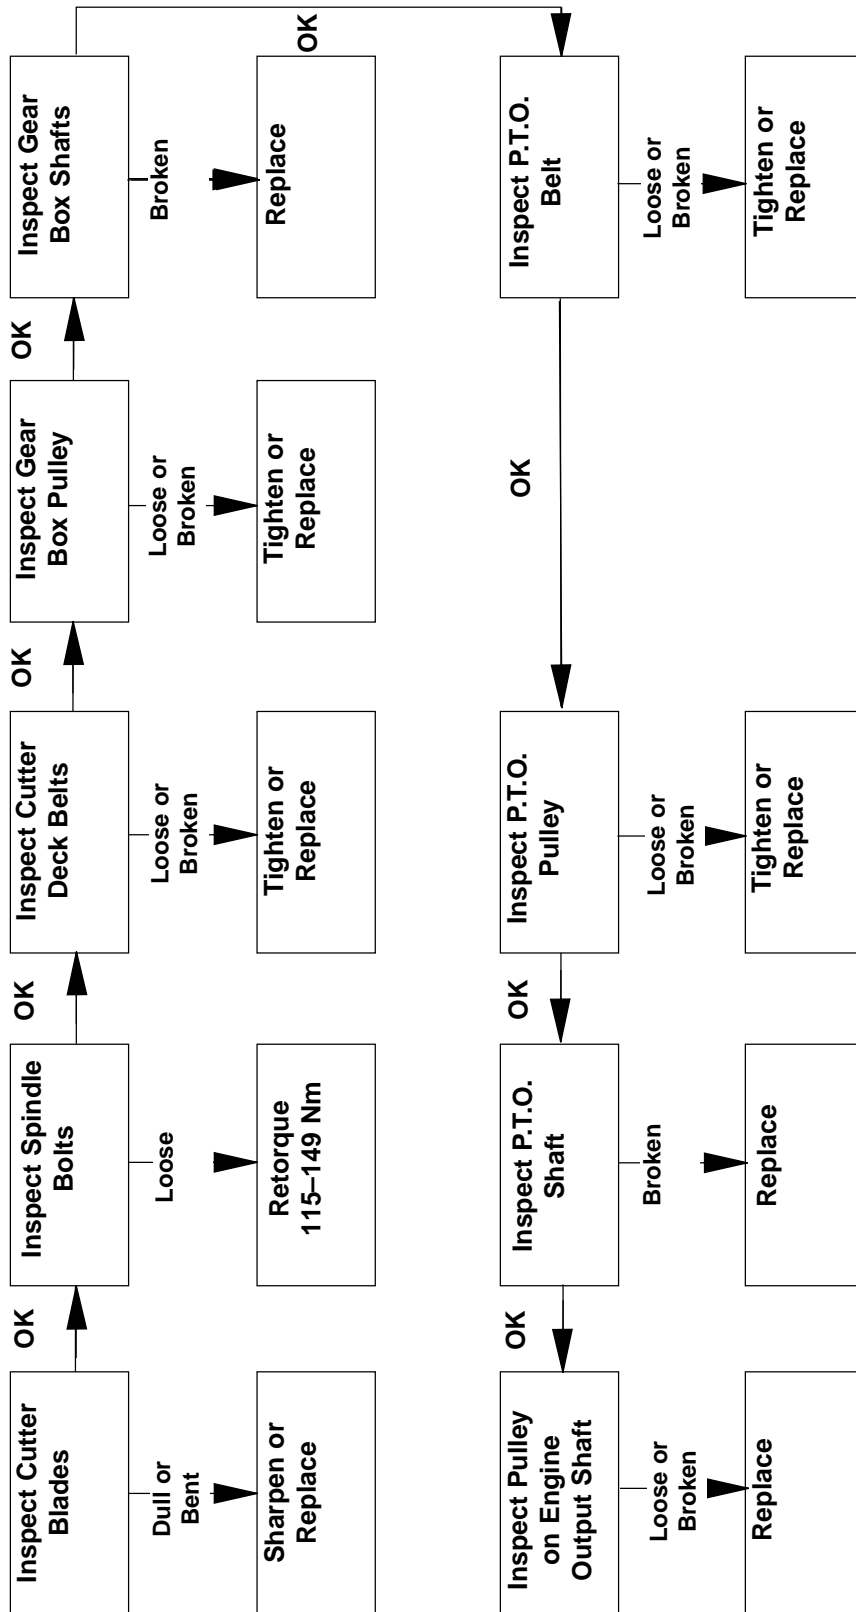 Inspect Cutter
Blades
OK
Inspect Spindle
Bolts
OK
Inspect Cutter
Deck Belts
OK
Inspect Gear
Box Pulley
OK
Inspect Gear
Box Shafts
Dull or
Bent
Loose
Loose or
Broken
Loose or
Broken
Broken
OK
Sharpen or
Replace
Retorque
115–149 Nm
Tighten or
Replace
Tighten or
Replace
Replace
Inspect Pulley
on Engine
Output Shaft
OK
Inspect P.T.O.
Shaft
OK
Inspect P.T.O.
Pulley
OK
Inspect P.T.O.
Belt
Loose or
Broken
Broken
Loose or
Broken
Loose or
Broken
Replace
Replace
Tighten or
Replace
Tighten or
Replace